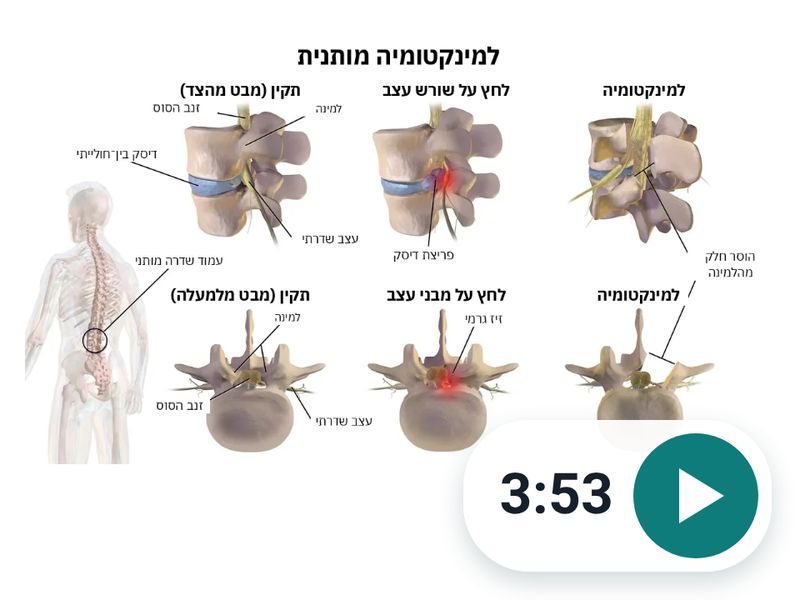 למינקטומיה מותנית
תקין (מבט מהצד)
לחץ על שורש עצב
למינקטומיה
זנב הסוס
למינה
דיסק בין־חולייתי
עצב שדרתי
פריצת דיסק
הוסר חלק
מהלמינה
עמוד שדרה מותני
תקין (מבט מלמעלה)
לחץ על מבני עצב
למינקטומיה
למינה
זיז גרמי
זנב הסוס
עצב שדרתי
3:53